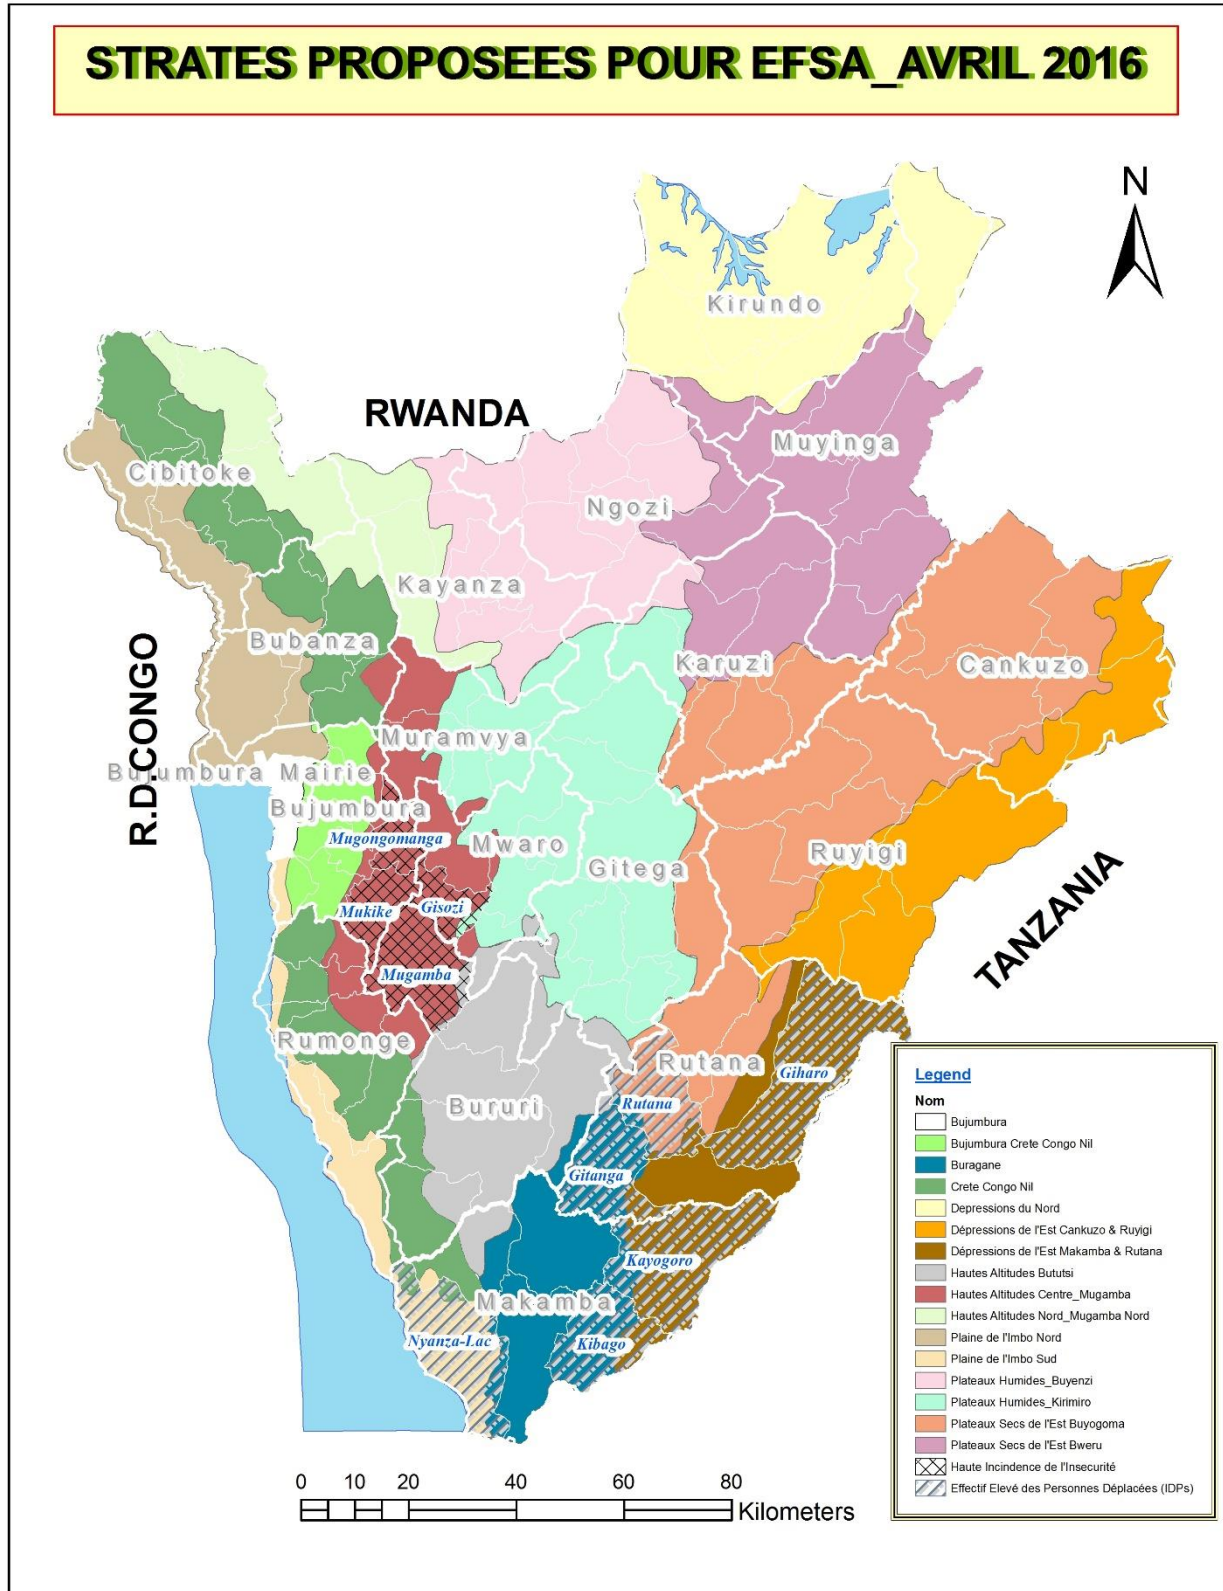 STRATES PROPOSEES POUR EFSA_AVRIL 2016
N
Kirundo
RWANDA
Muyinga
Cibitoke
Ngozi
Kayanza
Bubanza
Karuzi
Cankuzo
R.D.CONGO
Muramvya
Bujumbura Mairie
Bujumbura
Mugongomanga
Mwaro
Ruyigi
Gitega
TANZANIA
Mukike
Gisozi
Mugamba
Rumonge
Rutana
Giharo
Bururi
Rutana
Gitanga
Kayogoro
Makamba
Nyanza-Lac
Kibago
Legend
Nom
Bujumbura
Bujumbura Crete Congo Nil
Buragane
Crete Congo Nil
Depressions du Nord
Dépressions de l'Est Cankuzo & Ruyigi
Dépressions de l'Est Makamba & Rutana
Hautes Altitudes Bututsi
Hautes Altitudes Centre_Mugamba
Hautes Altitudes Nord_Mugamba Nord
Plaine de l'Imbo Nord
Plaine de l'Imbo Sud
Plateaux Humides_Buyenzi
Plateaux Humides_Kirimiro
Plateaux Secs de l'Est Buyogoma
Plateaux Secs de l'Est Bweru
Haute Incidence de l'Insecurité
Effectif Elevé des Personnes Déplacées (IDPs)
0 10 20 40 60 80
Kilometers